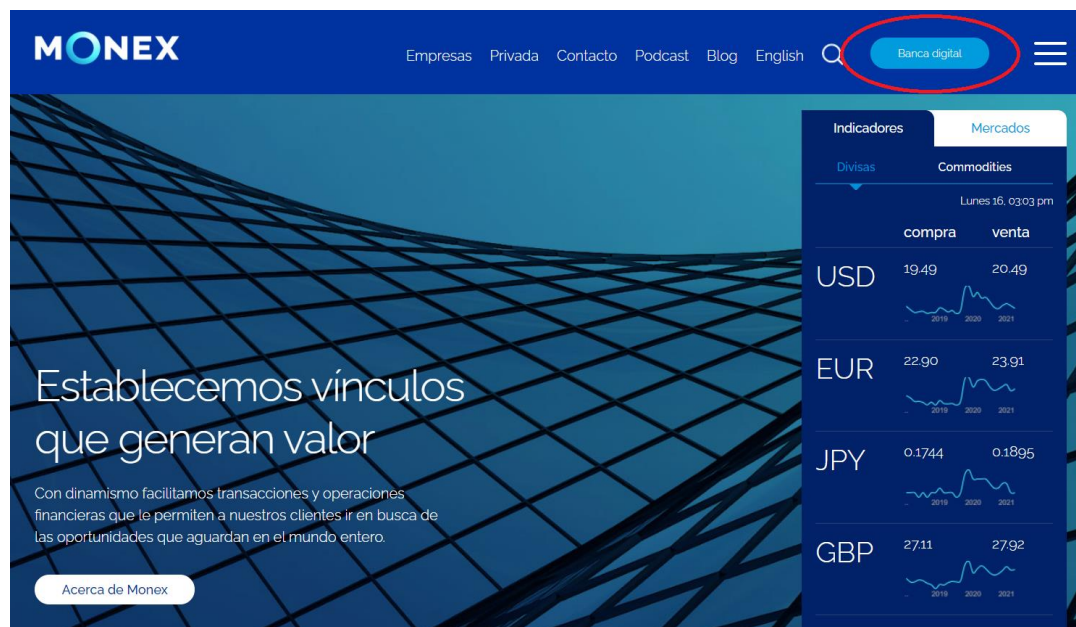 MONEX
Empresas Privada Contacto Podcast Blog English
Banca digital
Indicadores Mercados
Divisas Commodities
Lunes 16, 03:03 pm
compra venta
USD 19.49 20.49
2019 2020 2021
EUR 22.90 23.91
2019 2020 2021
JPY 0.1744 0.1895
2019 2020 2021
GBP 27.11 27.92
2019 2020 2021
Establecemos vínculos
que generan valor
Con dinamismo facilitamos transacciones y operaciones
financieras que le permiten a nuestros clientes ir en busca de
las oportunidades que aguardan en el mundo entero.
Acerca de Monex